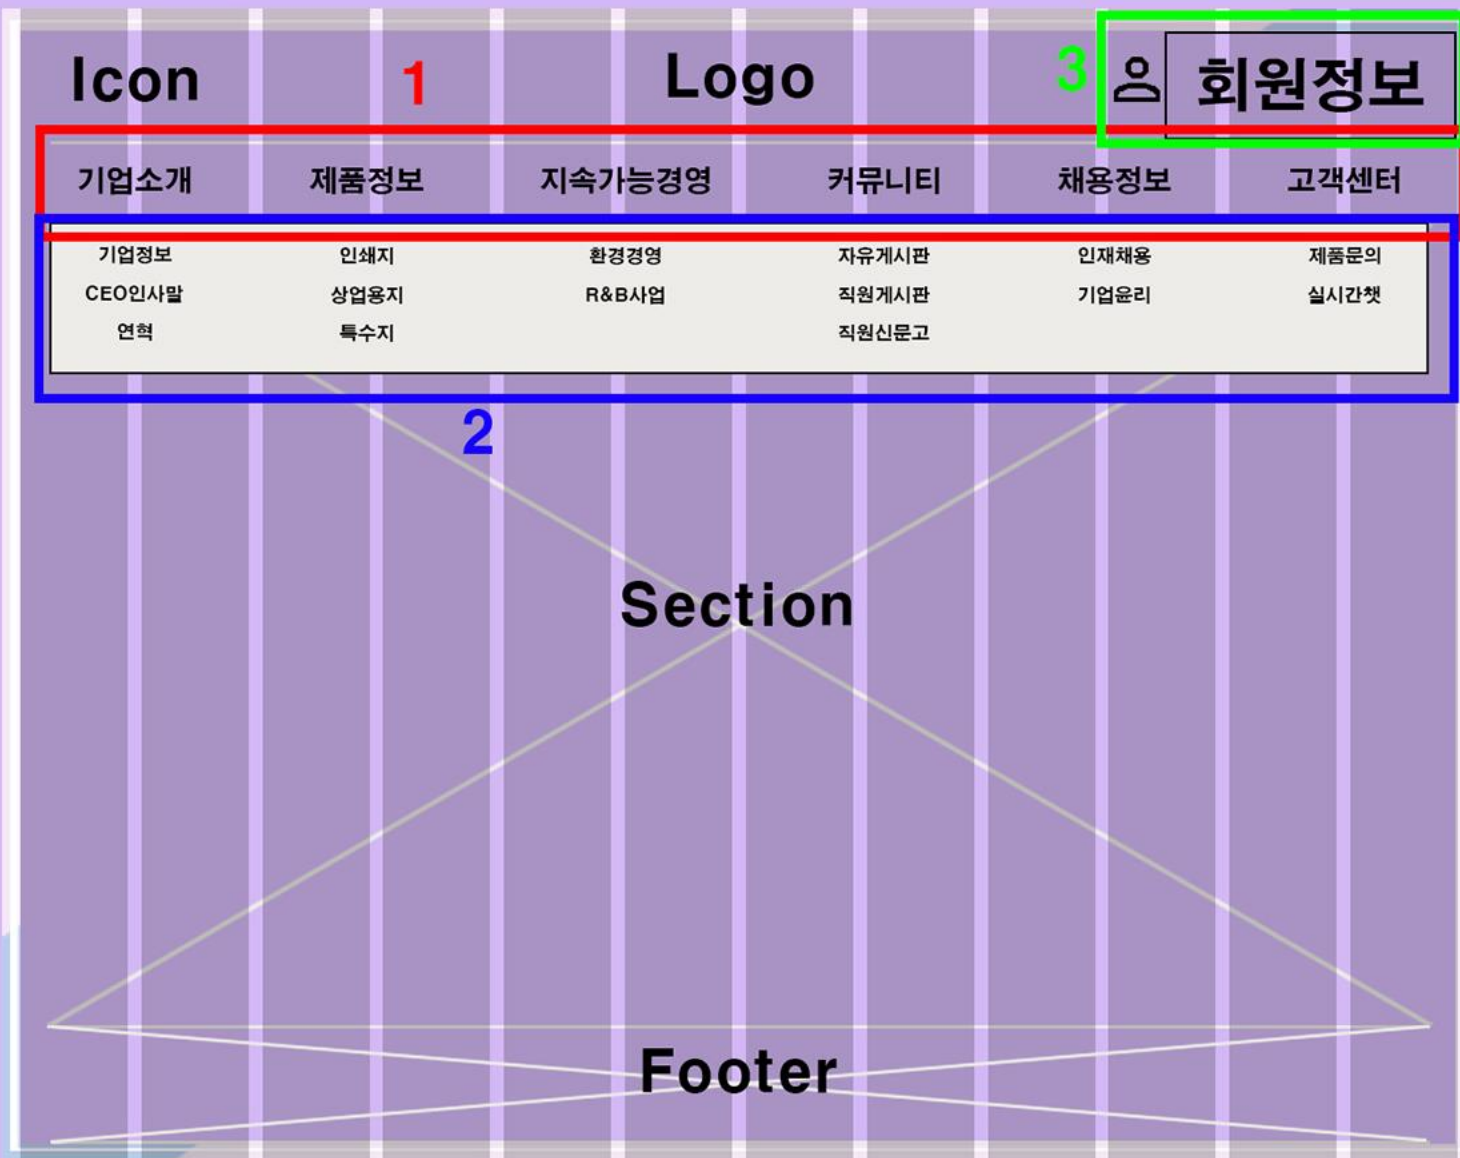 Icon 1 Logo 3 회원정보
기업소개 제품정보 지속가능경영 커뮤니티 채용정보 고객센터
기업정보 인쇄지 환경경영 자유게시판 인재채용 제품문의
CEO인사말 상업용지 R&B사업 직원게시판 기업윤리 실시간챗
연혁 특수지 직원신문고
2
Section
Footer